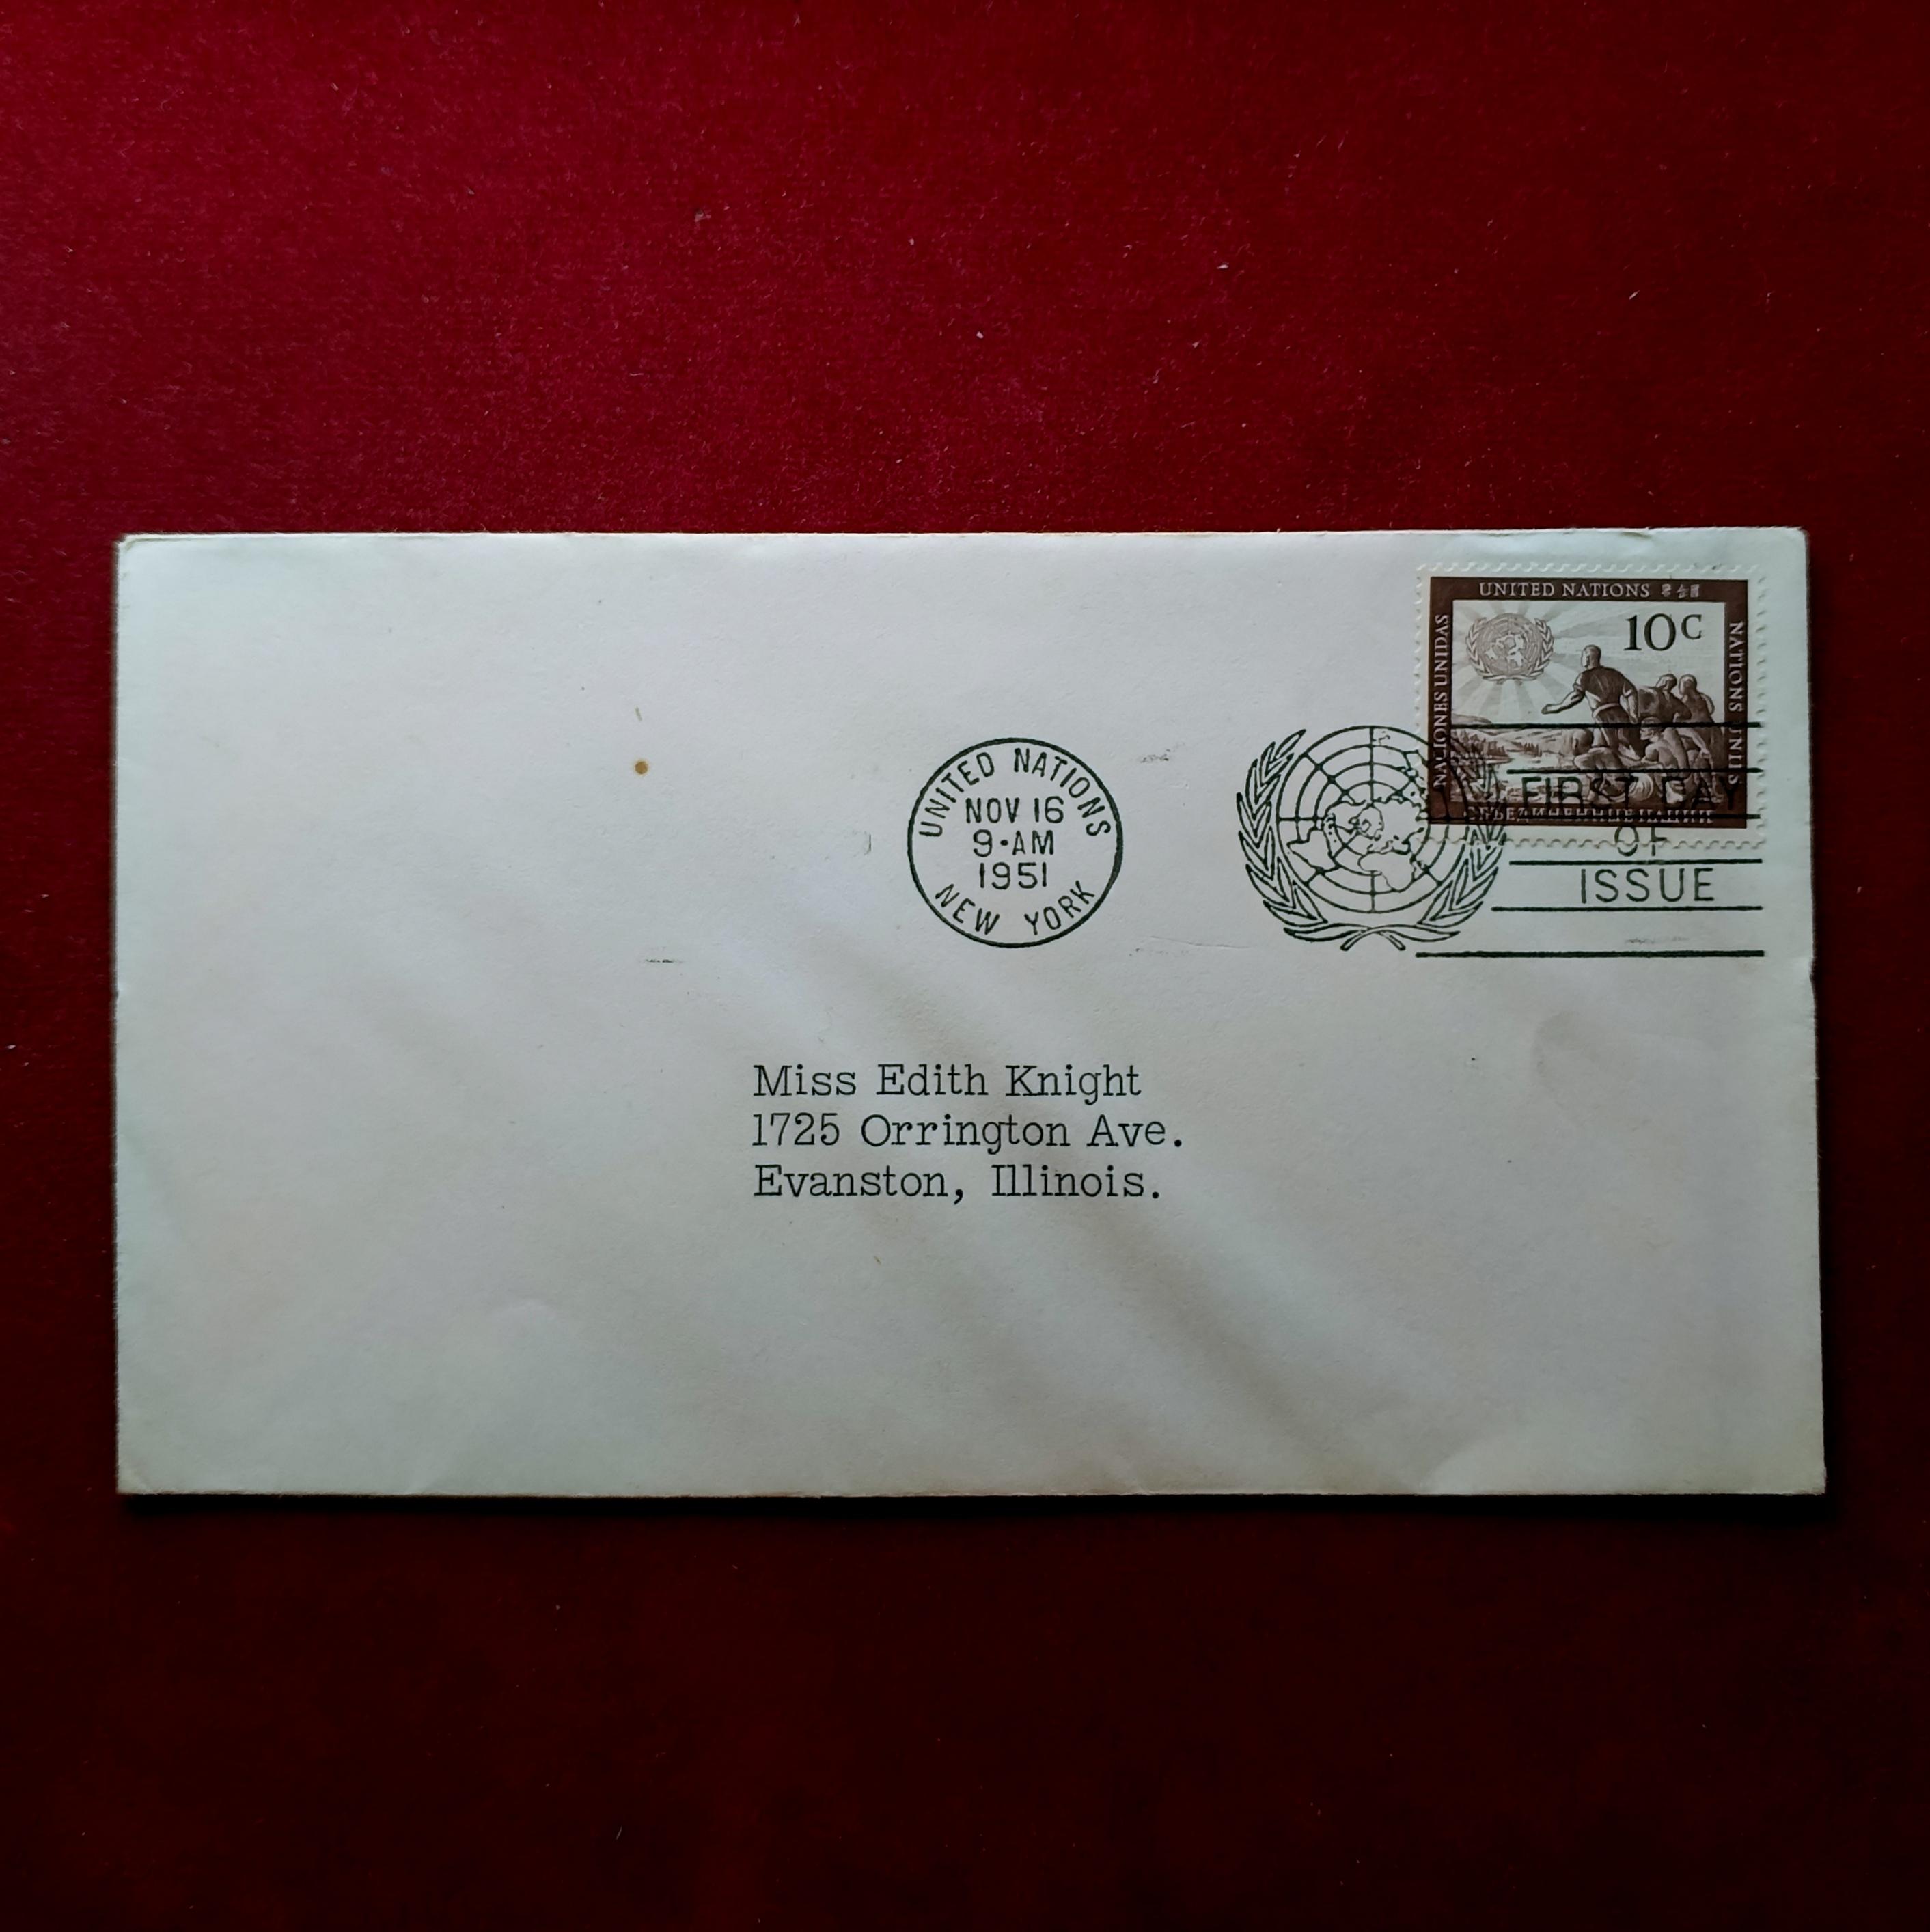 UNITED NATIONS
10c
NACIONES UNIDAS
NATIONS UNIES
UNITED NATIONS
NOV 16
9·AM
1951
NEW YORK
FIRST DAY
OF
ISSUE
Miss Edith Knight
1725 Orrington Ave.
Evanston, Illinois.